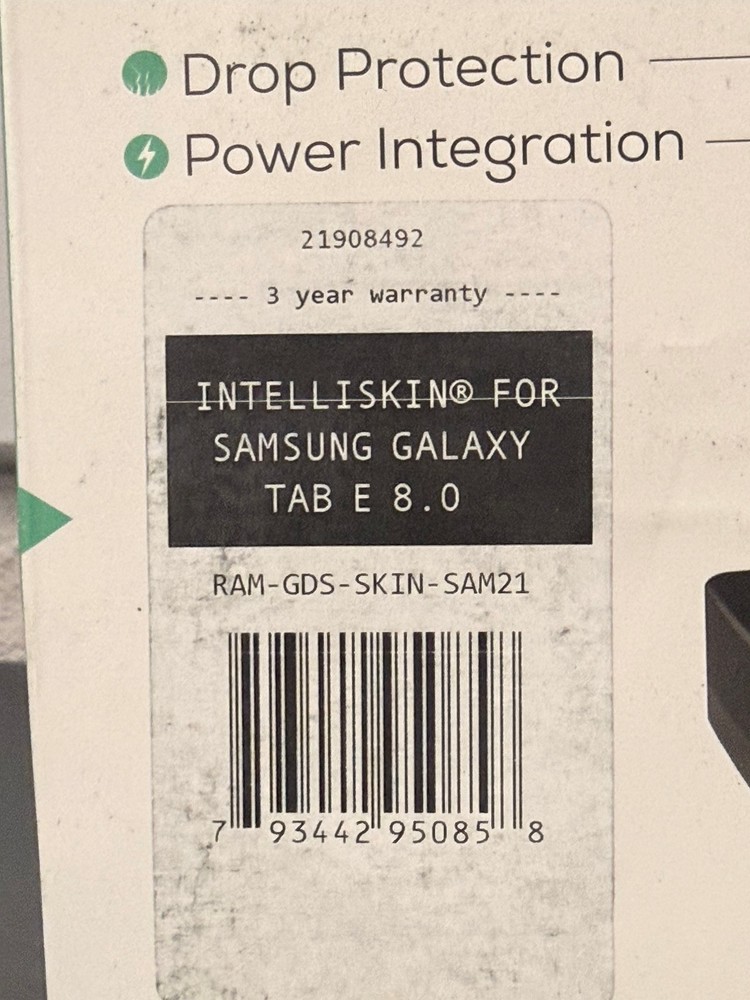 Drop Protection
Power Integration
21908492
---- 3 year warranty ----
INTELLISKIN® FOR
SAMSUNG GALAXY
TAB E 8.0
RAM-GDS-SKIN-SAM21
7 93442 95085 8